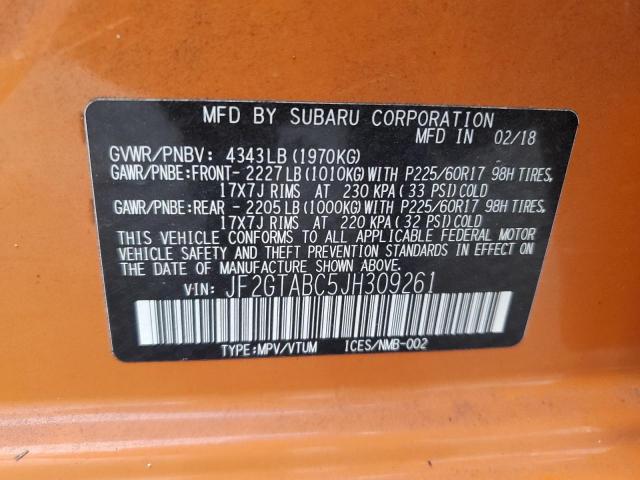 MFD BY SUBARU CORPORATION
MFD IN 02/18
GVWR/PNBV: 4343LB (1970KG)
GAWR/PNBE:FRONT- 2227LB (1010KG)WITH P225/60R17 98H TIRES,
17X7J RIMS AT 230 KPA (33 PSI)COLD
GAWR/PNBE:REAR - 2205LB (1000KG)WITH P225/60R17 98H TIRES,
17X7J RIMS AT 220 KPA (32 PSI)COLD
THIS VEHICLE CONFORMS TO ALL APPLICABLE FEDERAL MOTOR
VEHICLE SAFETY AND THEFT PREVENTION STANDARDS IN EFFECT
ON THE DATE OF MANUFACTURE SHOWN ABOVE.
VIN: JF2GTABC5JH309261
TYPE:MPV/VTUM ICES/NMB-002